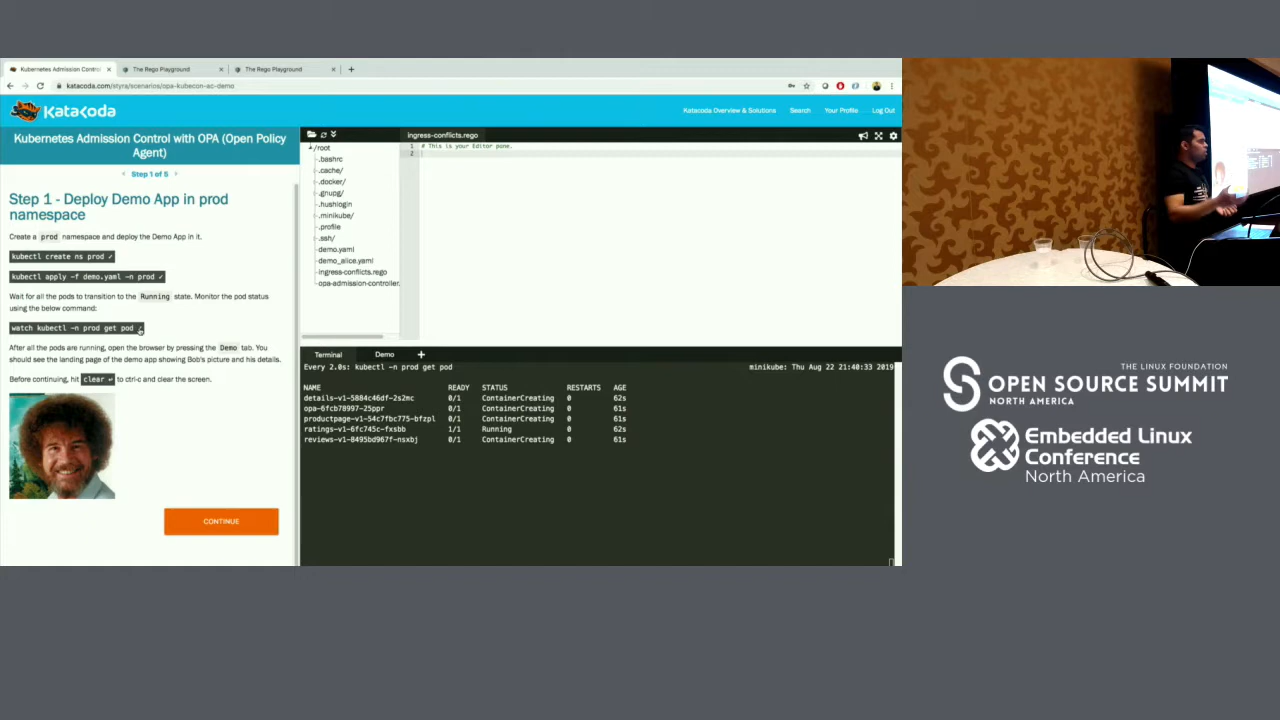 Kubernetes Admission Control
The Rego Playground
The Rego Playground
katacoda.com/styra/scenarios/opa-kubecon-ac-demo
KataCoda
Katacoda Overview & Solutions
Search
Your Profile
Log Out
Kubernetes Admission Control with OPA (Open Policy
Agent)
Step 1 of 5
Step 1 - Deploy Demo App in prod
namespace
Create a prod namespace and deploy the Demo App in it.
kubectl create ns prod ✓
kubectl apply -f demo.yaml -n prod ✓
Wait for all the pods to transition to the Running state. Monitor the pod status
using the below command:
watch kubectl -n prod get pod
After all the pods are running, open the browser by pressing the Demo tab. You
should see the landing page of the demo app showing Bob's picture and his details.
Before continuing, hit clear ↵ to ctrl-c and clear the screen.
CONTINUE
/root
.bashrc
.cache/
.docker/
.gnupg/
.hushlogin
.minikube/
.profile
.ssh/
demo.yaml
demo_alice.yaml
ingress-conflicts.rego
opa-admission-controller.
ingress-conflicts.rego
1 # This is your Editor pane.
2
Terminal
Demo
+
Every 2.0s: kubectl -n prod get pod
minikube: Thu Aug 22 21:40:33 2019
NAME READY STATUS RESTARTS AGE
details-v1-5884c46df-2s2mc 0/1 ContainerCreating 0 62s
opa-6fcb78997-25ppr 0/1 ContainerCreating 0 61s
productpage-v1-54c7fbc775-bfzpl 0/1 ContainerCreating 0 61s
ratings-v1-6fc745c-fxsbb 1/1 Running 0 62s
reviews-v1-8495bd967f-nsxbj 0/1 ContainerCreating 0 61s
THE LINUX FOUNDATION
OPEN SOURCE SUMMIT
NORTH AMERICA
Embedded Linux
Conference
North America